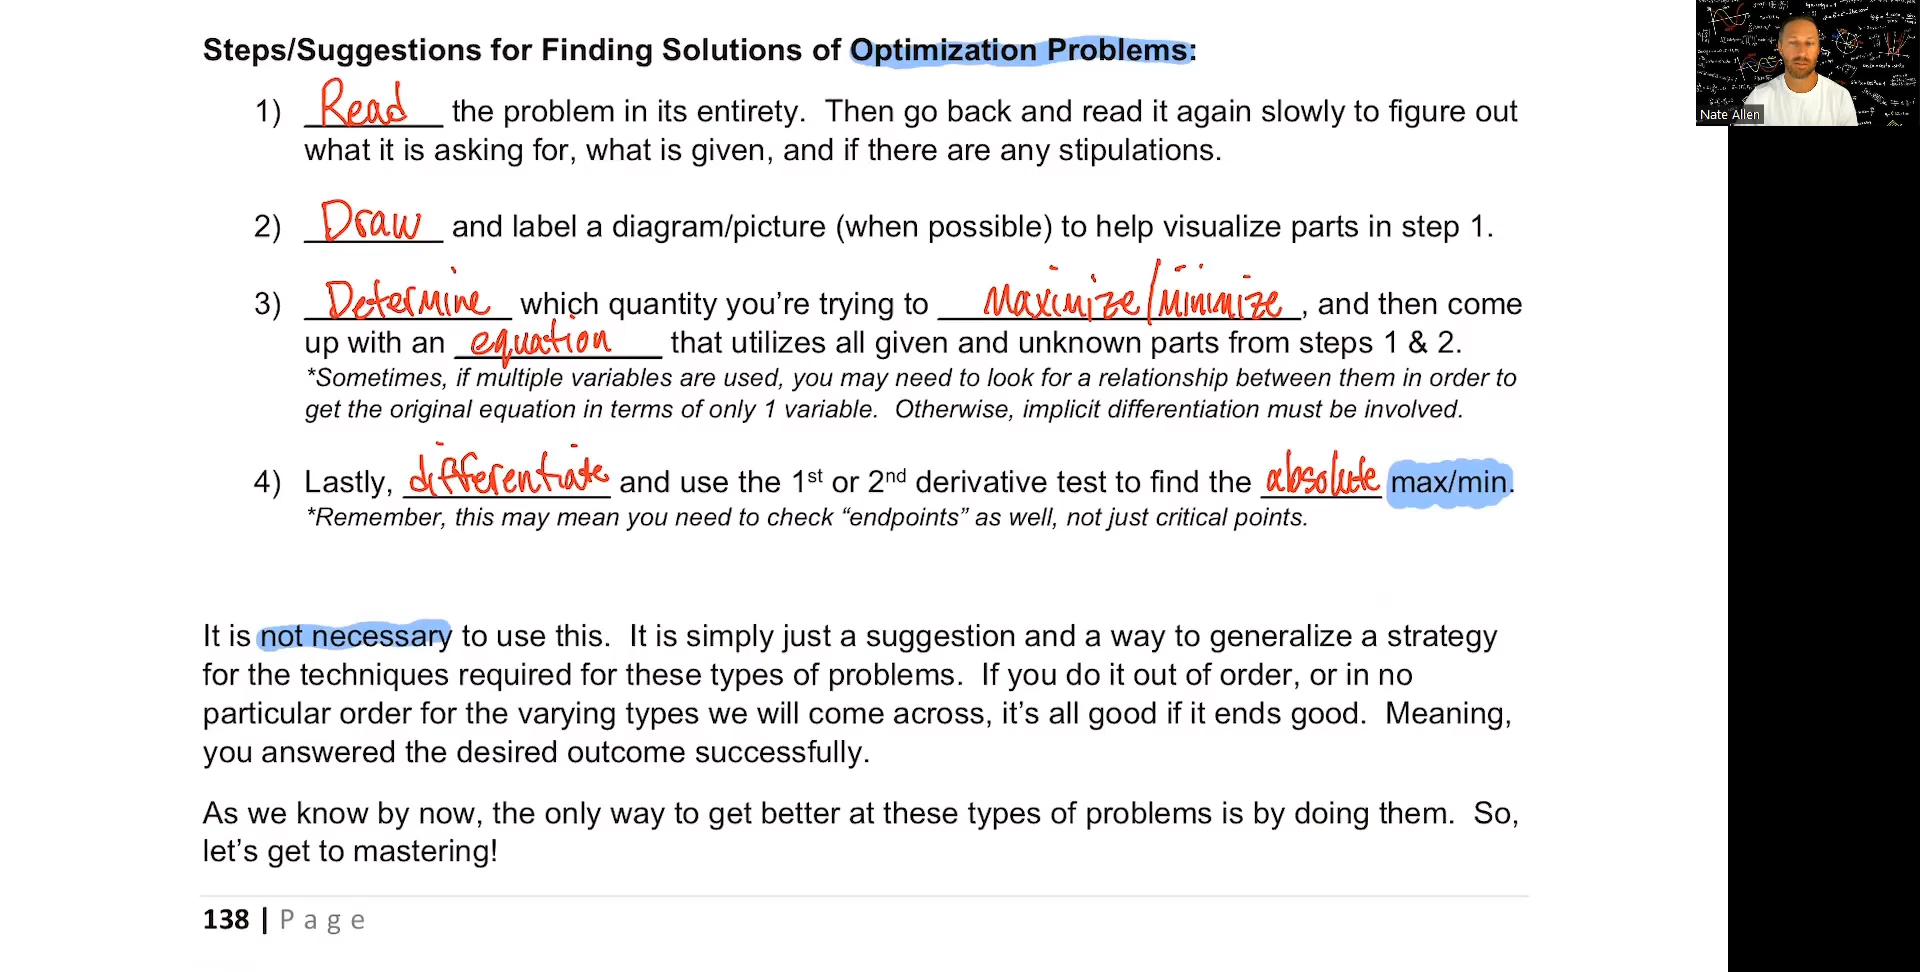 Steps/Suggestions for Finding Solutions of Optimization Problems:
1) Read the problem in its entirety. Then go back and read it again slowly to figure out
what it is asking for, what is given, and if there are any stipulations.
2) Draw and label a diagram/picture (when possible) to help visualize parts in step 1.
3) Determine which quantity you're trying to Maximize/Minimize, and then come
up with an equation that utilizes all given and unknown parts from steps 1 & 2.
*Sometimes, if multiple variables are used, you may need to look for a relationship between them in order to
get the original equation in terms of only 1 variable. Otherwise, implicit differentiation must be involved.
4) Lastly, differentiate and use the 1st or 2nd derivative test to find the absolute max/min.
*Remember, this may mean you need to check “endpoints” as well, not just critical points.
It is not necessary to use this. It is simply just a suggestion and a way to generalize a strategy
for the techniques required for these types of problems. If you do it out of order, or in no
particular order for the varying types we will come across, it's all good if it ends good. Meaning,
you answered the desired outcome successfully.
As we know by now, the only way to get better at these types of problems is by doing them. So,
let's get to mastering!
138 | Page
Nate Allen